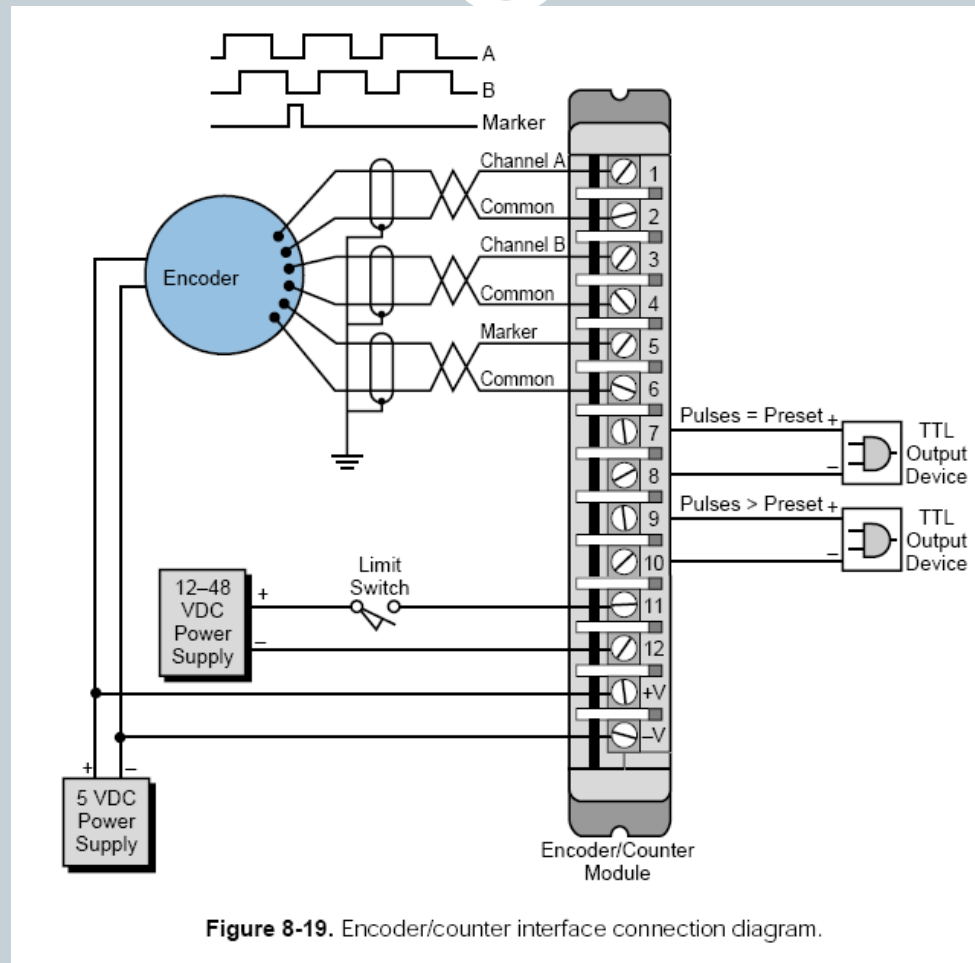 A
B
Marker
Channel A
Common
Channel B
Common
Marker
Common
Encoder
1
2
3
4
5
6
7
8
9
10
11
12
+V
–V
Pulses = Preset +
–
TTL
Output
Device
Pulses > Preset +
–
TTL
Output
Device
Limit
Switch
12–48
VDC
Power
Supply
+
–
+ –
5 VDC
Power
Supply
Encoder/Counter
Module
Figure 8-19. Encoder/counter interface connection diagram.